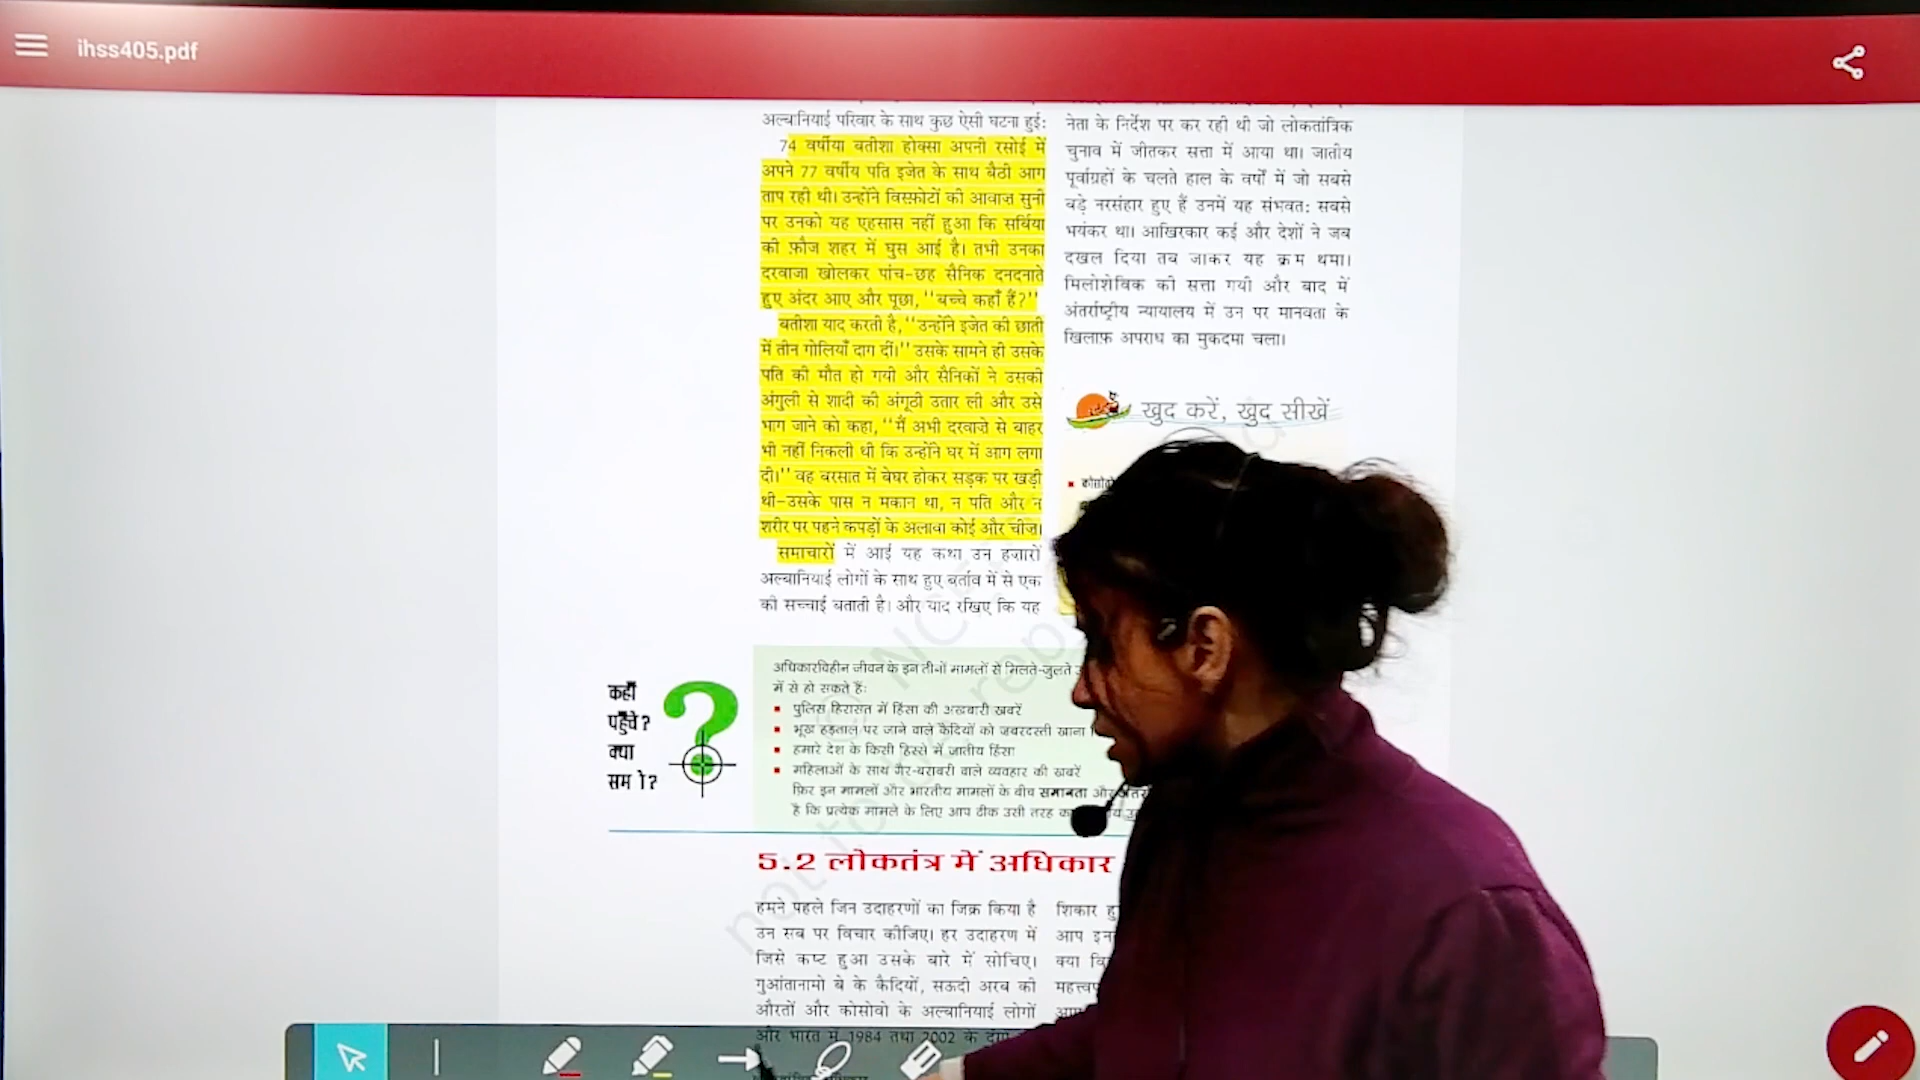 ihss405.pdf
अल्बानियाई परिवार के साथ कुछ ऐसी घटना हुई:
74 वर्षीया बतीशा होक्सा अपनी रसोई में
अपने 77 वर्षीय पति इजेत के साथ बैठी आग
ताप रही थी। उन्होंने विस्फ़ोटों की आवाज़ सुनी
पर उनको यह एहसास नहीं हुआ कि सर्बिया
की फ़ौज शहर में घुस आई है। तभी उनका
दरवाजा खोलकर पांच-छह सैनिक दनदनाते
हुए अंदर आए और पूछा, ''बच्चे कहाँ हैं?''
बतीशा याद करती है, ''उन्होंने इजेत की छाती
में तीन गोलियाँ दाग दीं।'' उसके सामने ही उसके
पति की मौत हो गयी और सैनिकों ने उसकी
अंगुली से शादी की अंगूठी उतार ली और उसे
भाग जाने को कहा, ''मैं अभी दरवाज़े से बाहर
भी नहीं निकली थी कि उन्होंने घर में आग लगा
दी।'' वह बरसात में बेघर होकर सड़क पर खड़ी
थी-उसके पास न मकान था, न पति और न
शरीर पर पहने कपड़ों के अलावा कोई और चीज़।
समाचारों में आई यह कथा उन हज़ारों
अल्बानियाई लोगों के साथ हुए बर्ताव में से एक
की सच्चाई बताती है। और याद रखिए कि यह
नेता के निर्देश पर कर रही थी जो लोकतांत्रिक
चुनाव में जीतकर सत्ता में आया था। जातीय
पूर्वाग्रहों के चलते हाल के वर्षों में जो सबसे
बड़े नरसंहार हुए हैं उनमें यह संभवत: सबसे
भयंकर था। आखिरकार कई और देशों ने जब
दखल दिया तब जाकर यह क्रम थमा।
मिलोशेविक की सत्ता गयी और बाद में
अंतर्राष्ट्रीय न्यायालय में उन पर मानवता के
खिलाफ़ अपराध का मुकदमा चला।
खुद करें, खुद सीखें
कहाँ
पहुँचे?
क्या
सम ो?
अधिकारविहीन जीवन के इन तीनों मामलों से मिलते-जुलते
में से हो सकते हैं:
पुलिस हिरासत में हिंसा की अखबारी खबरें
भूख हड़ताल पर जाने वाले कैदियों को जबरदस्ती खाना
हमारे देश के किसी हिस्से में जातीय हिंसा
महिलाओं के साथ गैर-बराबरी वाले व्यवहार की खबरें
फ़िर इन मामलों और भारतीय मामलों के बीच समानता और
है कि प्रत्येक मामले के लिए आप ठीक उसी तरह का
5.2 लोकतंत्र में अधिकार
हमने पहले जिन उदाहरणों का जिक्र किया है
उन सब पर विचार कीजिए। हर उदाहरण में
जिसे कष्ट हुआ उसके बारे में सोचिए।
गुआंतानामो बे के कैदियों, सऊदी अरब की
औरतों और कोसोवो के अल्बानियाई लोगों
और भारत में 1984 तथा 2002 के
शिकार
आप
क्या